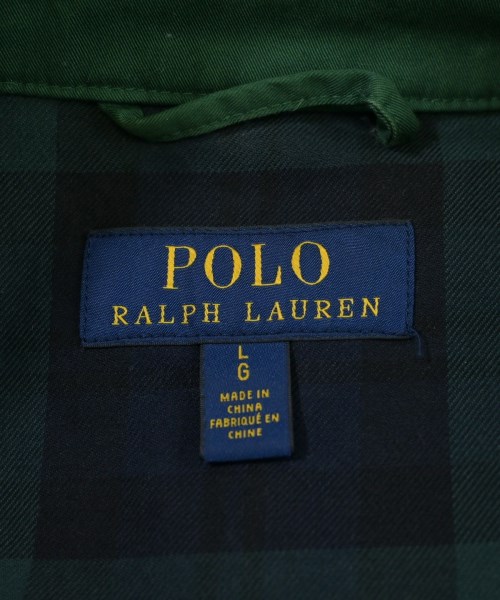 POLO
RALPH LAUREN
L
G
MADE IN
CHINA
FABRIQUÉ EN
CHINE